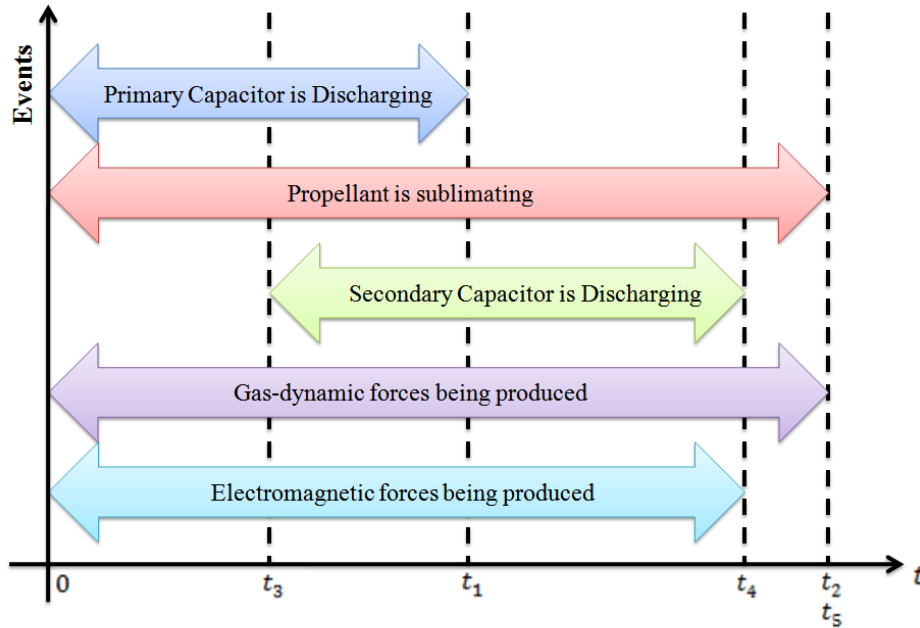 Events
Primary Capacitor is Discharging
Propellant is sublimating
Secondary Capacitor is Discharging
Gas-dynamic forces being produced
Electromagnetic forces being produced
0 t₃ t₁ t₄ t₂ t
t₅